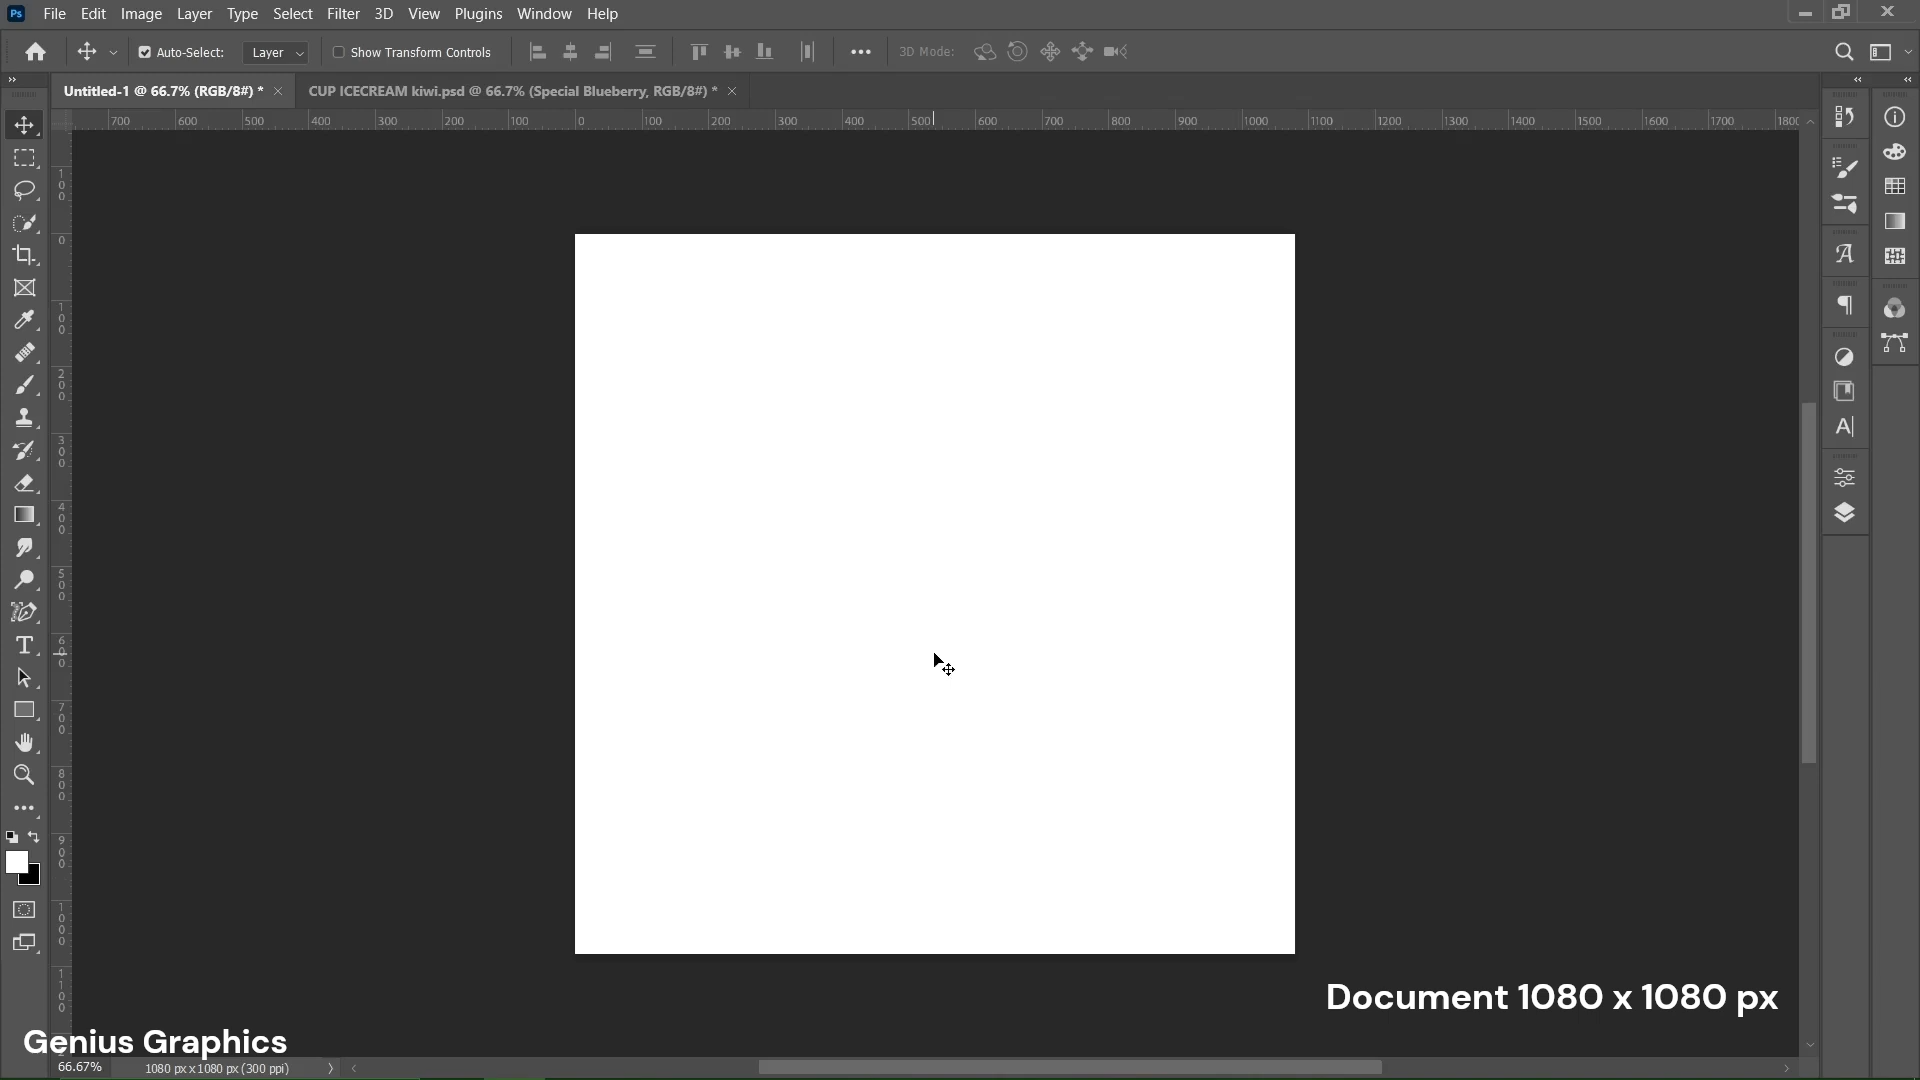 Ps File Edit Image Layer Type Select Filter 3D View Plugins Window Help
Auto-Select: Layer Show Transform Controls 3D Mode:
Untitled-1 @ 66.7% (RGB/8#) * CUP ICECREAM kiwi.psd @ 66.7% (Special Blueberry, RGB/8#) *
700 600 500 400 300 200 100 0 100 200 300 400 500 600 700 800 900 1000 1100 1200 1300 1400 1500 1600 1700 1800
100
0
100
200
300
400
500
600
700
800
900
1000
1100
Document 1080 x 1080 px
Genius Graphics
66.67% 1080 px x 1080 px (300 ppi)